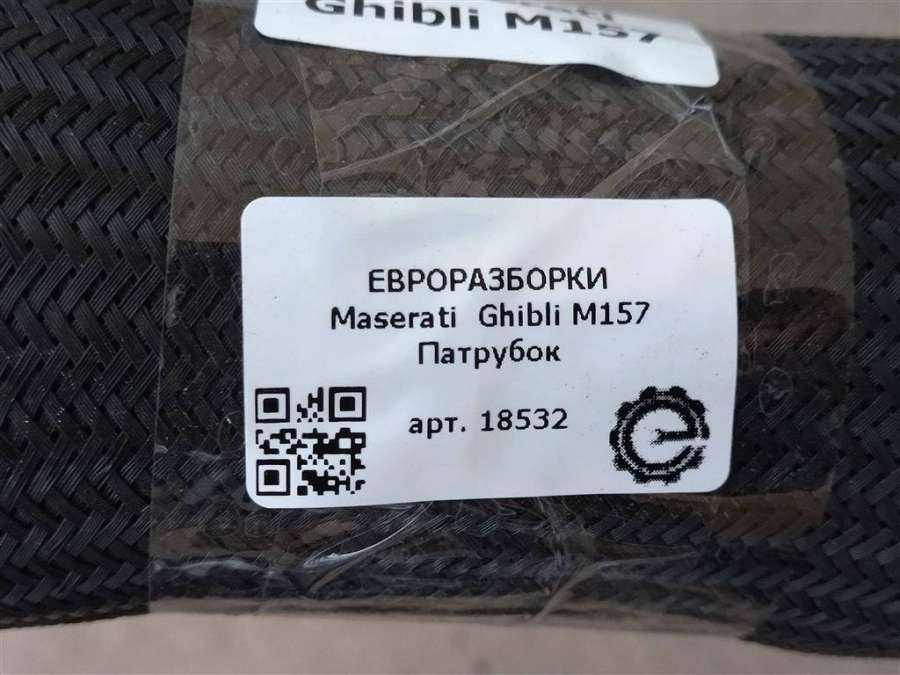 Ghibli M157
ЕВРОРАЗБОРКИ
Maserati Ghibli M157
Патрубок
арт. 18532